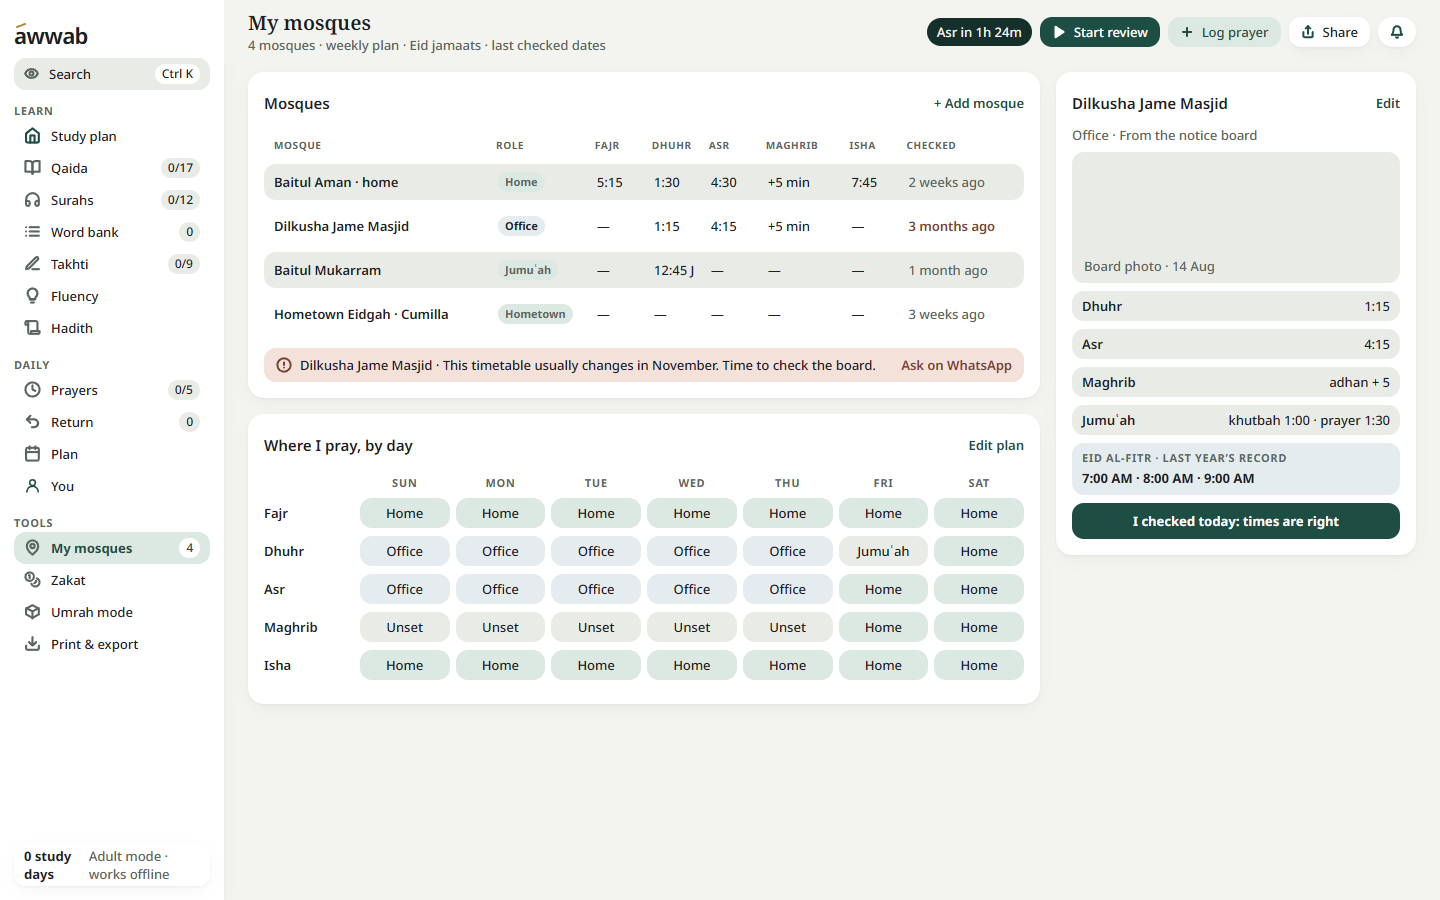 awwab
Search Ctrl K
LEARN
Study plan
Qaida 0/17
Surahs 0/12
Word bank 0
Takhti 0/9
Fluency
Hadith
DAILY
Prayers 0/5
Return 0
Plan
You
TOOLS
My mosques 4
Zakat
Umrah mode
Print & export
0 study days
Adult mode · works offline
My mosques
4 mosques · weekly plan · Eid jamaats · last checked dates
Asr in 1h 24m
Start review
+ Log prayer
Share
Mosques + Add mosque
MOSQUE ROLE FAJR DHUHR ASR MAGHRIB ISHA CHECKED
Baitul Aman · home Home 5:15 1:30 4:30 +5 min 7:45 2 weeks ago
Dilkusha Jame Masjid Office — 1:15 4:15 +5 min — 3 months ago
Baitul Mukarram Jumuʿah — 12:45 J — — — 1 month ago
Hometown Eidgah · Cumilla Hometown — — — — — 3 weeks ago
Dilkusha Jame Masjid · This timetable usually changes in November. Time to check the board. Ask on WhatsApp
Where I pray, by day Edit plan
SUN MON TUE WED THU FRI SAT
Fajr Home Home Home Home Home Home Home
Dhuhr Office Office Office Office Office Jumuʿah Home
Asr Office Office Office Office Office Home Home
Maghrib Unset Unset Unset Unset Unset Home Home
Isha Home Home Home Home Home Home Home
Dilkusha Jame Masjid Edit
Office · From the notice board
Board photo · 14 Aug
Dhuhr 1:15
Asr 4:15
Maghrib adhan + 5
Jumuʿah khutbah 1:00 · prayer 1:30
EID AL-FITR · LAST YEAR'S RECORD
7:00 AM · 8:00 AM · 9:00 AM
I checked today: times are right